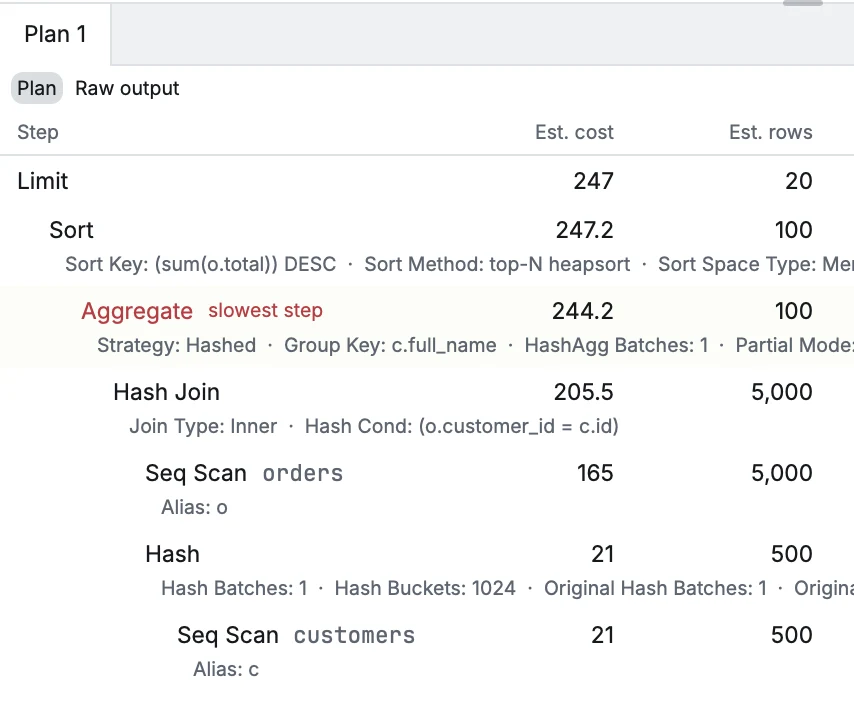 Plan 1
Plan Raw output
Step Est. cost Est. rows
Limit 247 20
Sort 247.2 100
Sort Key: (sum(o.total)) DESC · Sort Method: top-N heapsort · Sort Space Type:
Aggregate slowest step 244.2 100
Strategy: Hashed · Group Key: c.full_name · HashAgg Batches: 1 · Partial Mode:
Hash Join 205.5 5,000
Join Type: Inner · Hash Cond: (o.customer_id = c.id)
Seq Scan orders 165 5,000
Alias: o
Hash 21 500
Hash Batches: 1 · Hash Buckets: 1024 · Original Hash Batches: 1 ·
Seq Scan customers 21 500
Alias: c